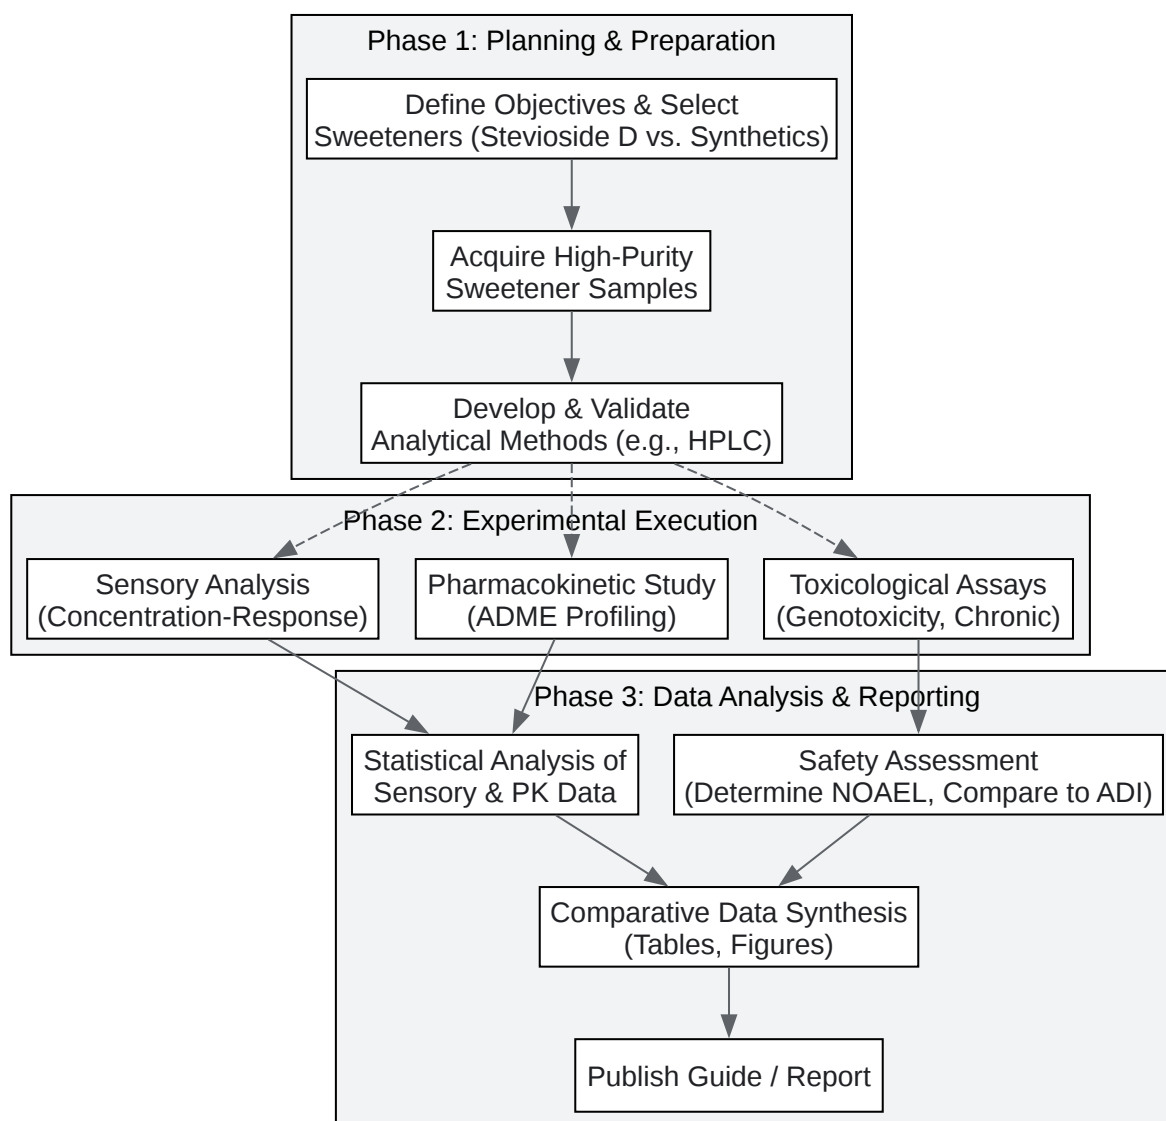 Phase 1: Planning & Preparation
Define Objectives & Select
Sweeteners (Stevioside D vs. Synthetics)
Acquire High-Purity
Sweetener Samples
Develop & Validate
Analytical Methods (e.g., HPLC)
Phase 2: Experimental Execution
Sensory Analysis
(Concentration-Response)
Pharmacokinetic Study
(ADME Profiling)
Toxicological Assays
(Genotoxicity, Chronic)
Phase 3: Data Analysis & Reporting
Statistical Analysis of
Sensory & PK Data
Safety Assessment
(Determine NOAEL, Compare to ADI)
Comparative Data Synthesis
(Tables, Figures)
Publish Guide / Report